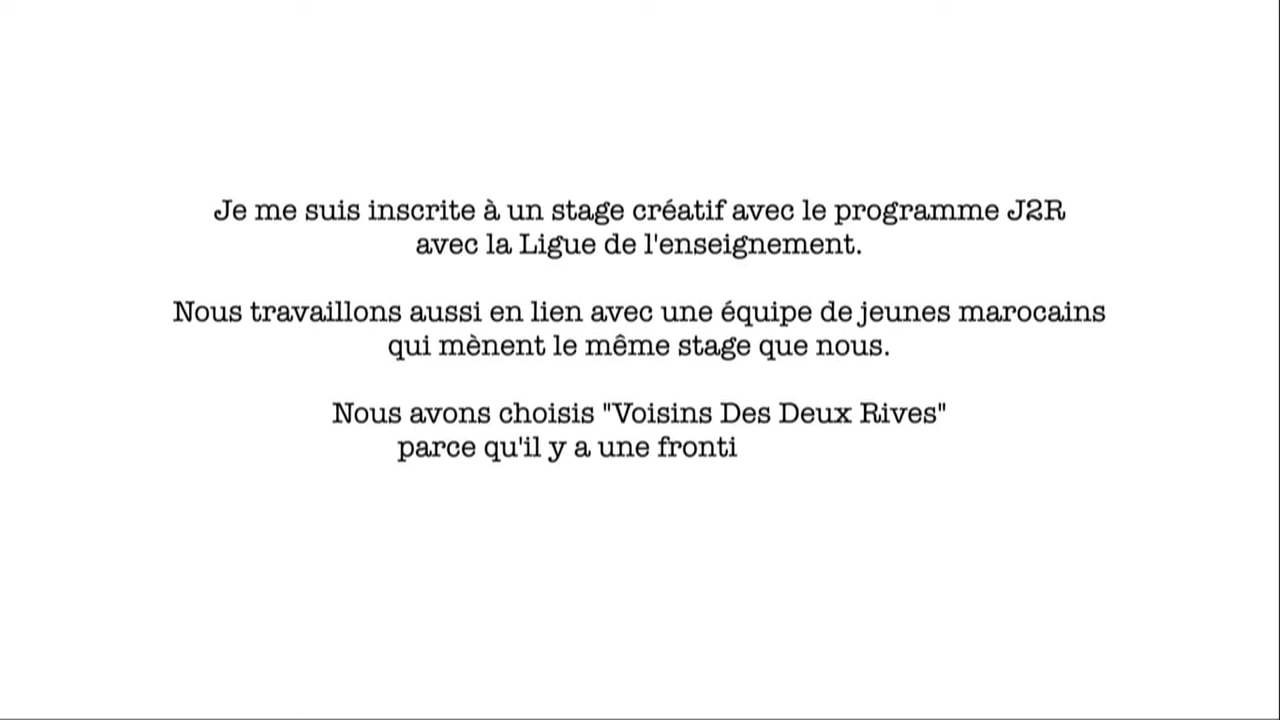 Je me suis inscrite à un stage créatif avec le programme J2R
avec la Ligue de l'enseignement.
Nous travaillons aussi en lien avec une équipe de jeunes marocains
qui mènent le même stage que nous.
Nous avons choisis "Voisins Des Deux Rives"
parce qu'il y a une fronti